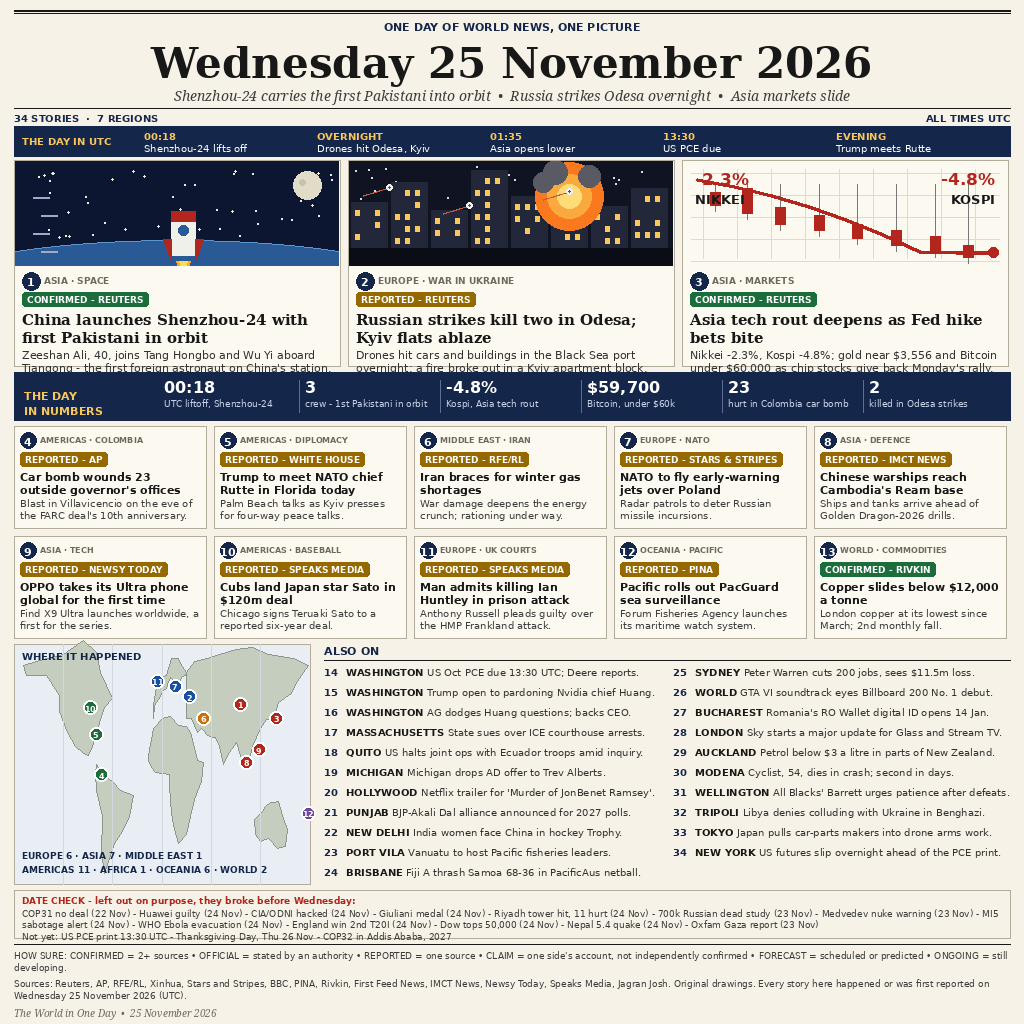 ONE DAY OF WORLD NEWS, ONE PICTURE
Wednesday 25 November 2026
Shenzhou-24 carries the first Pakistani into orbit • Russia strikes Odesa overnight • Asia markets slide
34 STORIES · 7 REGIONS
ALL TIMES UTC
THE DAY IN UTC
00:18
Shenzhou-24 lifts off
OVERNIGHT
Drones hit Odesa, Kyiv
01:35
Asia opens lower
13:30
US PCE due
EVENING
Trump meets Rutte
1 ASIA · SPACE
CONFIRMED - REUTERS
China launches Shenzhou-24 with
first Pakistani in orbit
Zeeshan Ali, 40, joins Tang Hongbo and Wu Yi aboard
Tiangong - the first foreign astronaut on China's station.
2 EUROPE · WAR IN UKRAINE
REPORTED - REUTERS
Russian strikes kill two in Odesa;
Kyiv flats ablaze
Drones hit cars and buildings in the Black Sea port
overnight; a fire broke out in a Kyiv apartment block.
-2.3%
NIKKEI
-4.8%
KOSPI
3 ASIA · MARKETS
CONFIRMED - REUTERS
Asia tech rout deepens as Fed hike
bets bite
Nikkei -2.3%, Kospi -4.8%; gold near $3,556 and Bitcoin
under $60,000 as chip stocks give back Monday's rally.
THE DAY
IN NUMBERS
00:18
UTC liftoff, Shenzhou-24
3
crew - 1st Pakistani in orbit
-4.8%
Kospi, Asia tech rout
$59,700
Bitcoin, under $60k
23
hurt in Colombia car bomb
2
killed in Odesa strikes
4 AMERICAS · COLOMBIA
REPORTED - AP
Car bomb wounds 23
outside governor's offices
Blast in Villavicencio on the eve of
the FARC deal's 10th anniversary.
5 AMERICAS · DIPLOMACY
REPORTED - WHITE HOUSE
Trump to meet NATO chief
Rutte in Florida today
Palm Beach talks as Kyiv presses
for four-way peace talks.
6 MIDDLE EAST · IRAN
REPORTED - RFE/RL
Iran braces for winter gas
shortages
War damage deepens the energy
crunch; rationing under way.
7 EUROPE · NATO
REPORTED - STARS & STRIPES
NATO to fly early-warning
jets over Poland
Radar patrols to deter Russian
missile incursions.
8 ASIA · DEFENCE
REPORTED - IMCT NEWS
Chinese warships reach
Cambodia's Ream base
Ships and tanks arrive ahead of
Golden Dragon-2026 drills.
9 ASIA · TECH
REPORTED - NEWSY TODAY
OPPO takes its Ultra phone
global for the first time
Find X9 Ultra launches worldwide, a
first for the series.
10 AMERICAS · BASEBALL
REPORTED - SPEAKS MEDIA
Cubs land Japan star Sato in
$120m deal
Chicago signs Teruaki Sato to a
reported six-year deal.
11 EUROPE · UK COURTS
REPORTED - SPEAKS MEDIA
Man admits killing Ian
Huntley in prison attack
Anthony Russell pleads guilty over
the HMP Frankland attack.
12 OCEANIA · PACIFIC
REPORTED - PINA
Pacific rolls out PacGuard
sea surveillance
Forum Fisheries Agency launches
its maritime watch system.
13 WORLD · COMMODITIES
CONFIRMED - RIVKIN
Copper slides below $12,000
a tonne
London copper at its lowest since
March; 2nd monthly fall.
WHERE IT HAPPENED
11
7
2
10
1
6
3
5
9
8
4
12
EUROPE 6 · ASIA 7 · MIDDLE EAST 1
AMERICAS 11 · AFRICA 1 · OCEANIA 6 · WORLD 2
ALSO ON
14 WASHINGTON US Oct PCE due 13:30 UTC; Deere reports.
15 WASHINGTON Trump open to pardoning Nvidia chief Huang.
16 WASHINGTON AG dodges Huang questions; backs CEO.
17 MASSACHUSETTS State sues over ICE courthouse arrests.
18 QUITO US halts joint ops with Ecuador troops amid inquiry.
19 MICHIGAN Michigan drops AD offer to Trev Alberts.
20 HOLLYWOOD Netflix trailer for 'Murder of JonBenet Ramsey'.
21 PUNJAB BJP-Akali Dal alliance announced for 2027 polls.
22 NEW DELHI India women face China in hockey Trophy.
23 PORT VILA Vanuatu to host Pacific fisheries leaders.
24 BRISBANE Fiji A thrash Samoa 68-36 in PacificAus netball.
25 SYDNEY Peter Warren cuts 200 jobs, sees $11.5m loss.
26 WORLD GTA VI soundtrack eyes Billboard 200 No. 1 debut.
27 BUCHAREST Romania's RO Wallet digital ID opens 14 Jan.
28 LONDON Sky starts a major update for Glass and Stream TV.
29 AUCKLAND Petrol below $3 a litre in parts of New Zealand.
30 MODENA Cyclist, 54, dies in crash; second in days.
31 WELLINGTON All Blacks' Barrett urges patience after defeats.
32 TRIPOLI Libya denies colluding with Ukraine in Benghazi.
33 TOKYO Japan pulls car-parts makers into drone arms work.
34 NEW YORK US futures slip overnight ahead of the PCE print.
DATE CHECK - left out on purpose, they broke before Wednesday:
COP31 no deal (22 Nov) - Huawei guilty (24 Nov) - CIA/ODNI hacked (24 Nov) - Giuliani medal (24 Nov) - Riyadh tower hit, 11 hurt (24 Nov) - 700k Russian dead study (23 Nov) - Medvedev nuke warning (23 Nov) - MI5
sabotage alert (24 Nov) - WHO Ebola evacuation (24 Nov) - England win 2nd T20I (24 Nov) - Dow tops 50,000 (24 Nov) - Nepal 5.4 quake (24 Nov) - Oxfam Gaza report (23 Nov)
Not yet: US PCE print 13:30 UTC - Thanksgiving Day, Thu 26 Nov - COP32 in Addis Ababa, 2027
HOW SURE: CONFIRMED = 2+ sources • OFFICIAL = stated by an authority • REPORTED = one source • CLAIM = one side's account, not independently confirmed • FORECAST = scheduled or predicted • ONGOING = still
developing.
Sources: Reuters, AP, RFE/RL, Xinhua, Stars and Stripes, BBC, PINA, Rivkin, First Feed News, IMCT News, Newsy Today, Speaks Media, Jagran Josh. Original drawings. Every story here happened or was first reported on
Wednesday 25 November 2026 (UTC).
The World in One Day • 25 November 2026